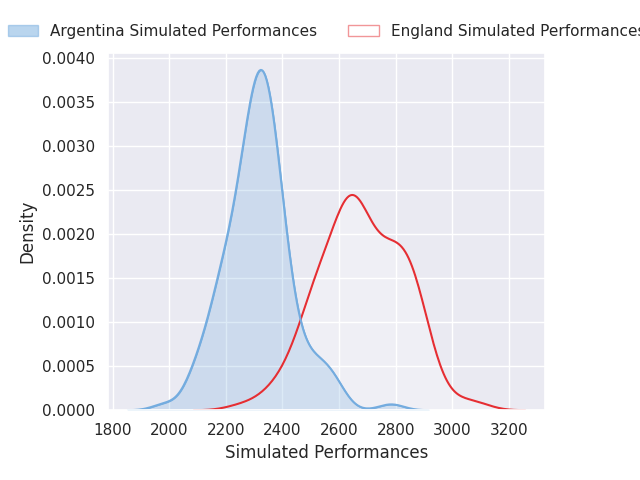 Argentina Simulated Performances
England Simulated Performances
0.0040
0.0035
0.0030
0.0025
0.0020
0.0015
0.0010
0.0005
0.0000
Density
1800 2000 2200 2400 2600 2800 3000 3200
Simulated Performances